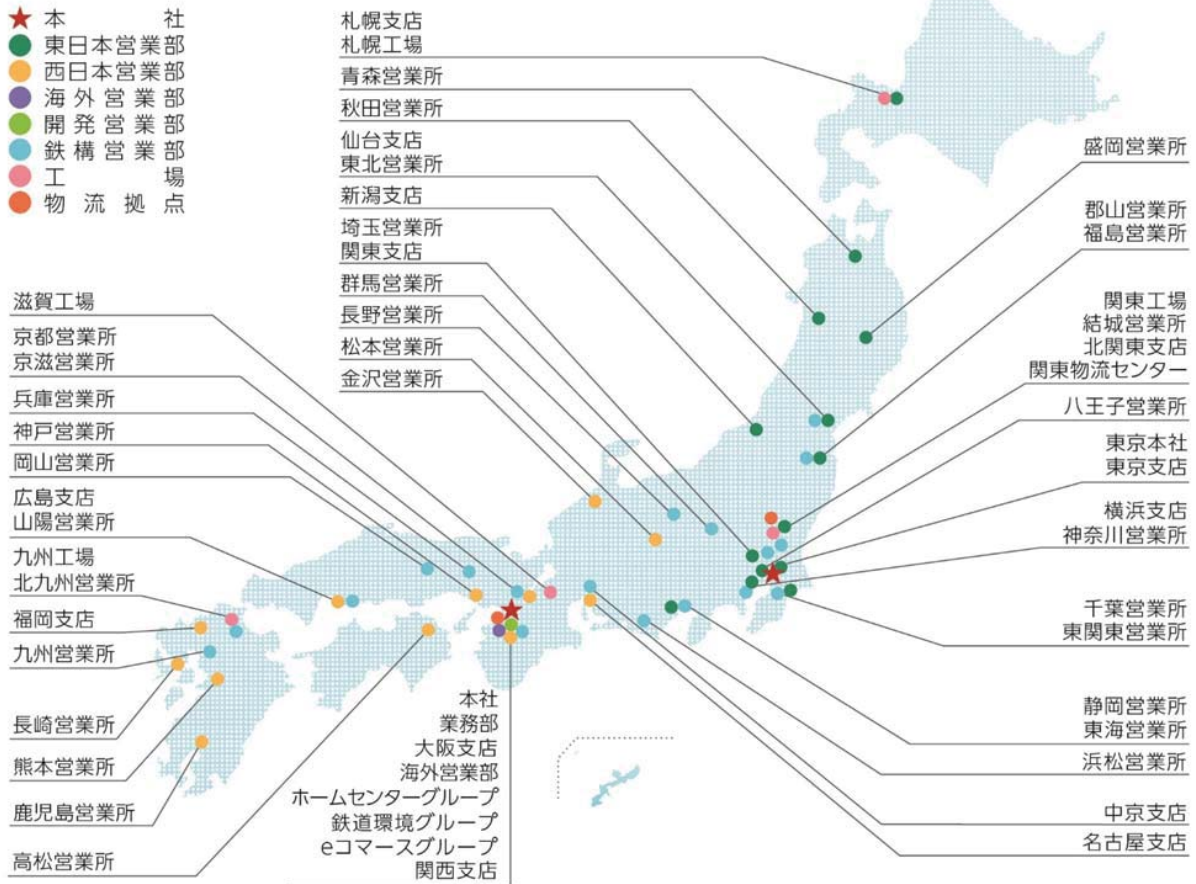 本社
東日本営業部
西日本営業部
海外営業部
開発営業部
鉄構営業部
工場
物流拠点
札幌支店
札幌工場
青森営業所
秋田営業所
仙台支店
東北営業所
新潟支店
埼玉営業所
関東支店
群馬営業所
長野営業所
松本営業所
金沢営業所
滋賀工場
京都営業所
京滋営業所
兵庫営業所
神戸営業所
岡山営業所
広島支店
山陽営業所
九州工場
北九州営業所
福岡支店
九州営業所
長崎営業所
熊本営業所
鹿児島営業所
高松営業所
本社
業務部
大阪支店
海外営業部
ホームセンターグループ
鉄道環境グループ
eコマースグループ
関西支店
盛岡営業所
郡山営業所
福島営業所
関東工場
結城営業所
北関東支店
関東物流センター
八王子営業所
東京本社
東京支店
横浜支店
神奈川営業所
千葉営業所
東関東営業所
静岡営業所
東海営業所
浜松営業所
中京支店
名古屋支店